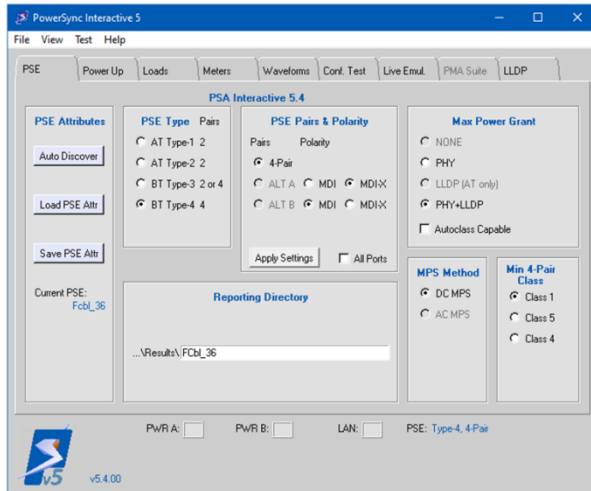 PowerSync Interactive 5
File View Test Help
PSE Power Up Loads Meters Waveforms Conf. Test Live Emul. PMA Suite LLDP
PSA Interactive 5.4
PSE Attributes
Auto Discover
Load PSE Attr
Save PSE Attr
Current PSE:
Fcbl_36
PSE Type Pairs
AT Type-1 2
AT Type-2 2
BT Type-3 2 or 4
BT Type-4 4
PSE Pairs & Polarity
Pairs Polarity
4-Pair
ALT A MDI MDI-X
ALT B MDI MDI-X
Apply Settings All Ports
Max Power Grant
NONE
PHY
LLDP (AT only)
PHY+LLDP
Autoclass Capable
Reporting Directory
...\Results\ FCbl_36
MPS Method
DC MPS
AC MPS
Min 4-Pair
Class
Class 1
Class 5
Class 4
PWR A: PWR B: LAN: PSE: Type-4, 4-Pair
v5
v5.4.00